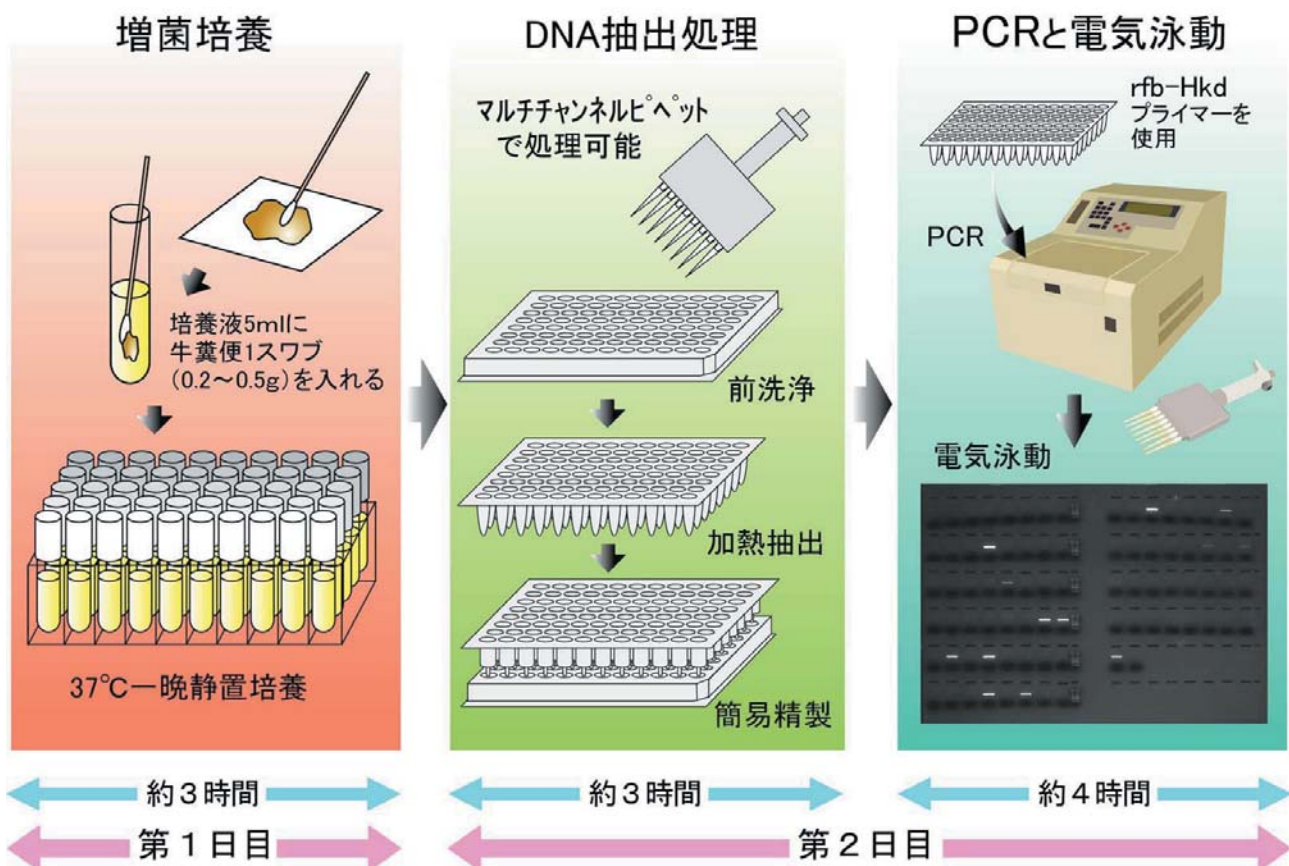 増菌培養
培養液5mlに
牛糞便1スワブ
(0.2～0.5g)を入れる
37℃一晩静置培養
DNA抽出処理
マルチチャンネルピペット
で処理可能
前洗浄
加熱抽出
簡易精製
PCRと電気泳動
rfb-Hkd
プライマーを
使用
PCR
電気泳動
約3時間
約3時間
約4時間
第1日目
第2日目